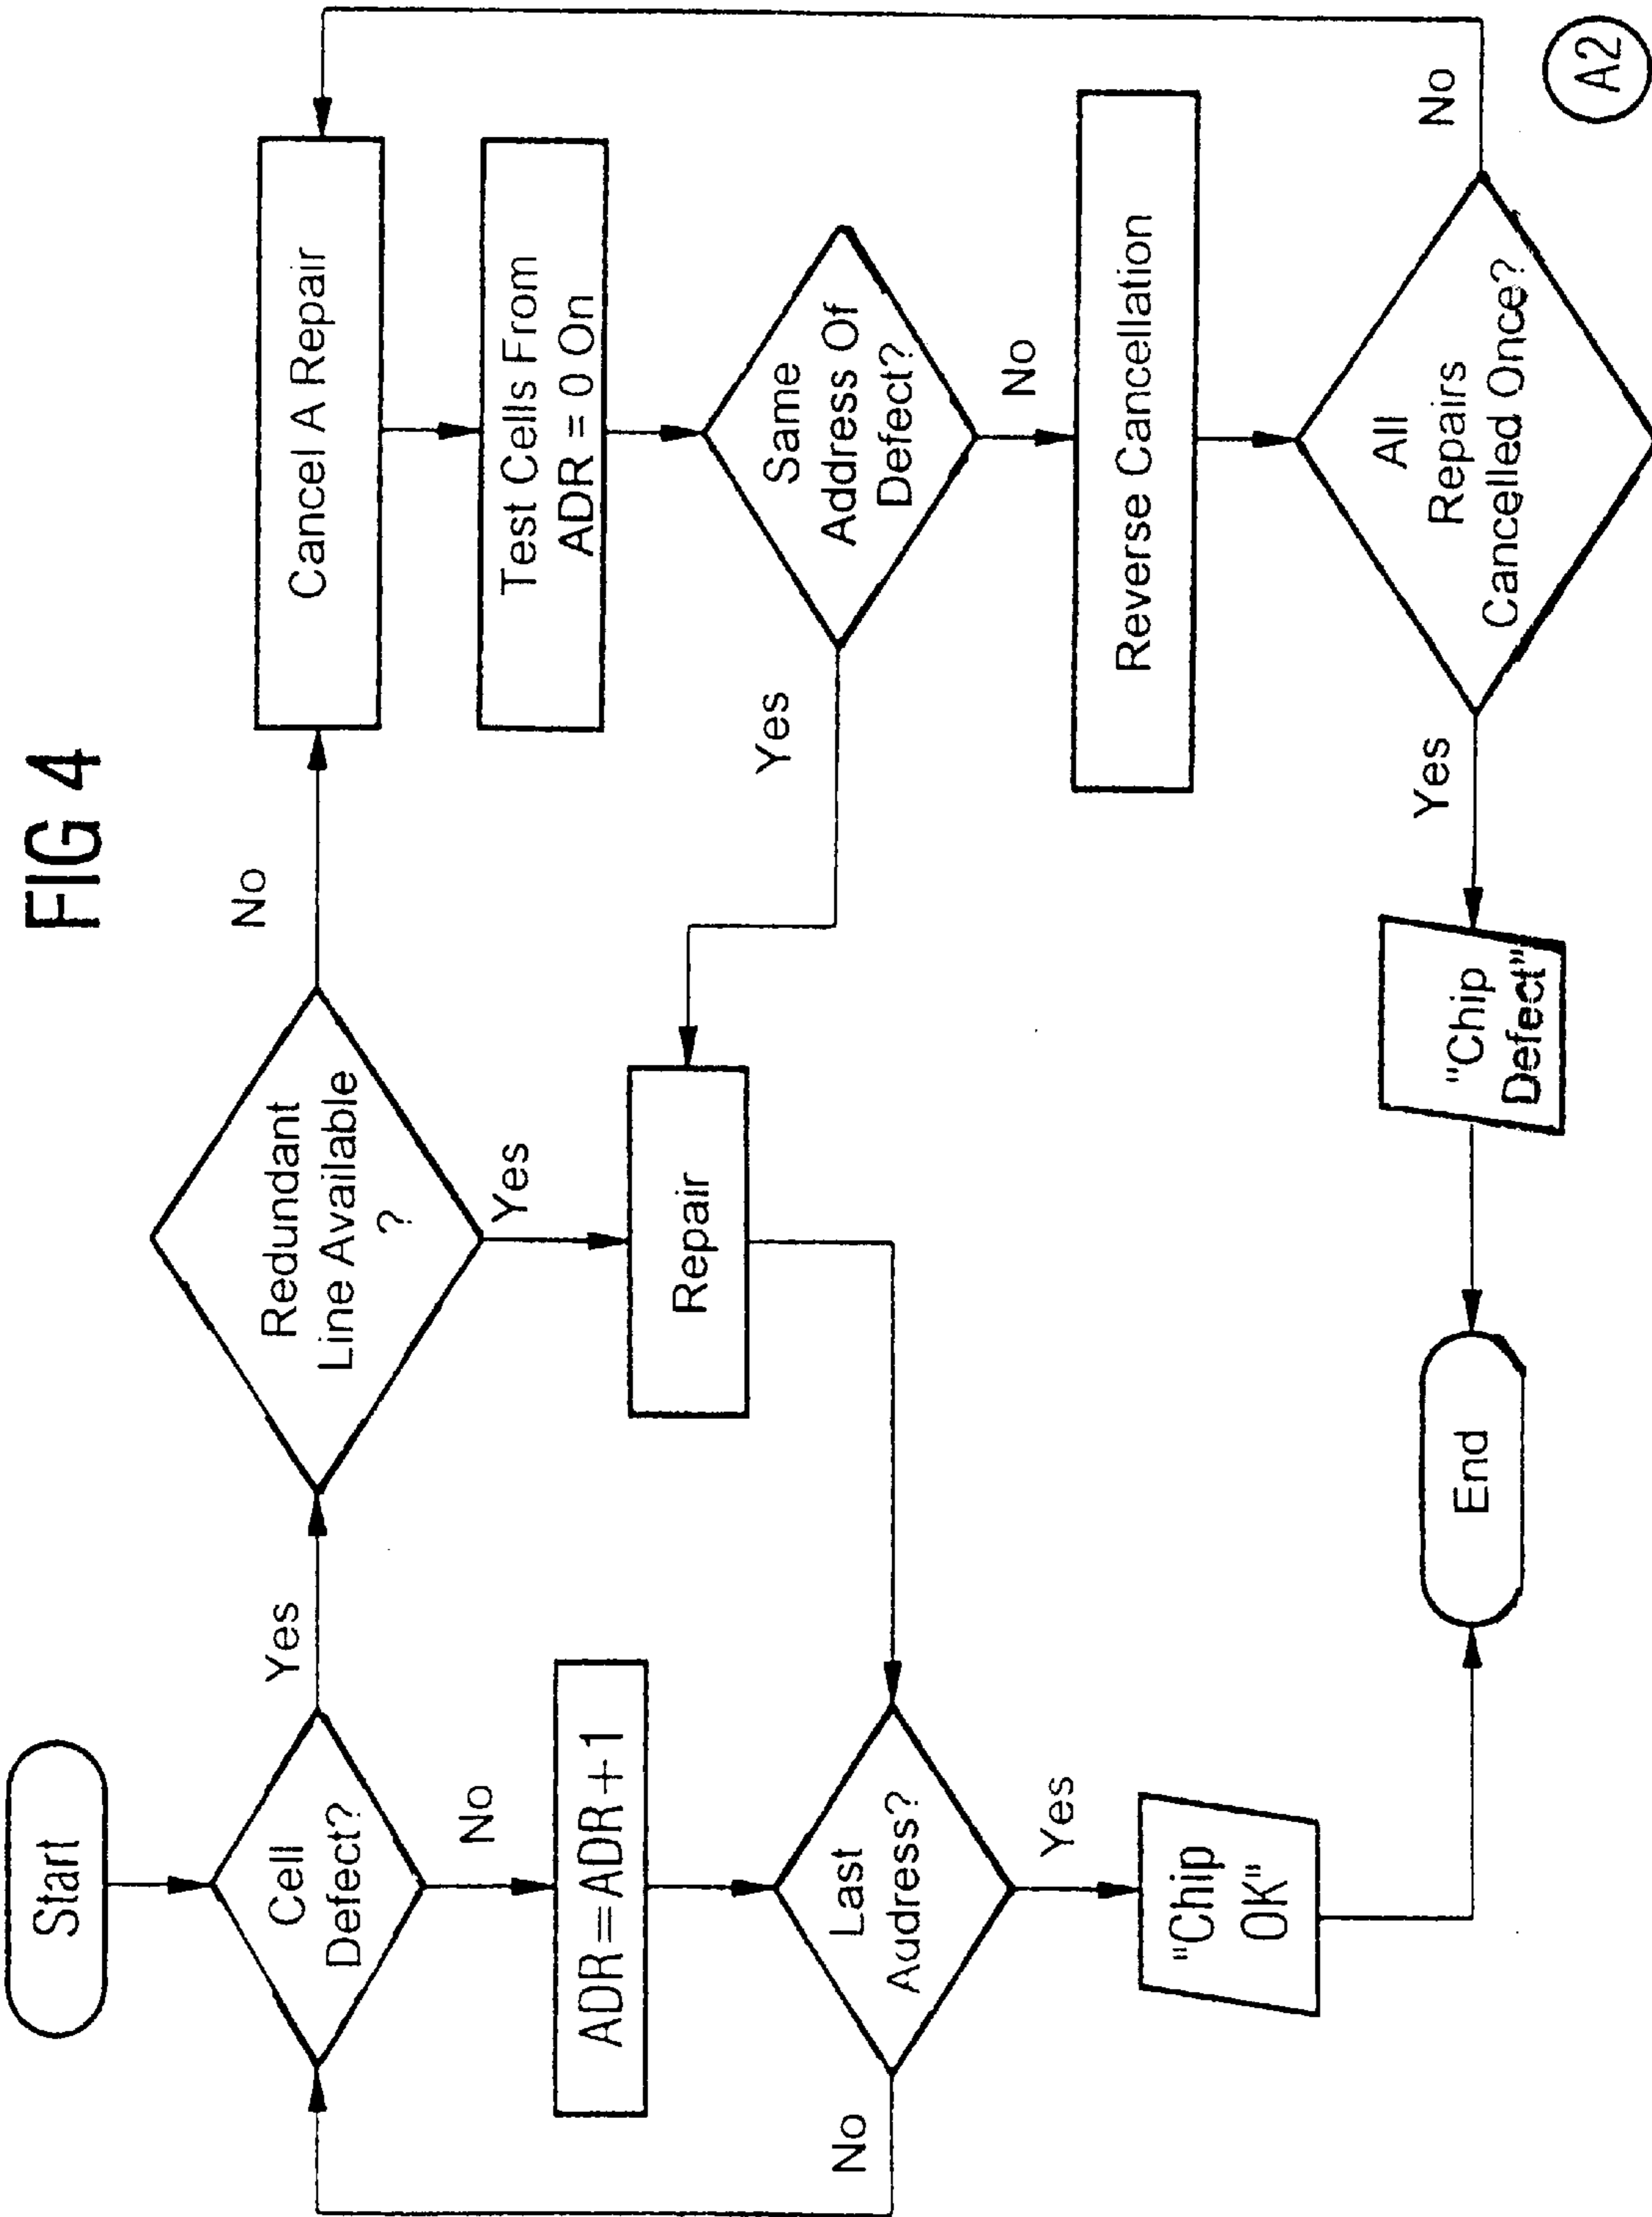 FIG 4
Start
Cell
Defect?
Yes
No
ADR=ADR+1
Last
Audress?
No
Yes
"Chip
OK"
End
Redundant
Line Available
?
No
Yes
Repair
Cancel A Repair
Test Cells From
ADR = 0 On
Same
Address Of
Defect?
Yes
No
Reverse Cancellation
All
Repairs
Cancelled Once?
No
Yes
"Chip
Defect"
A2